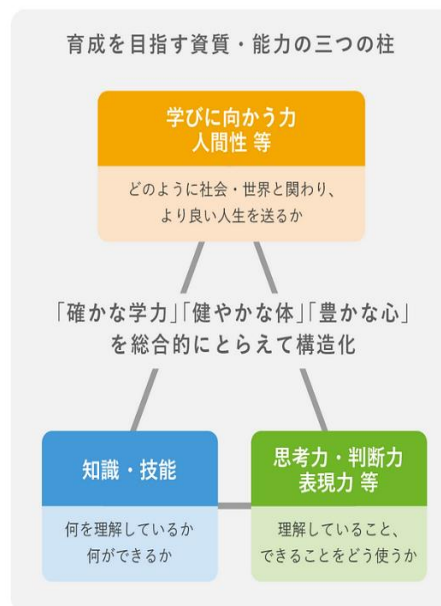 育成を目指す資質・能力の三つの柱
学びに向かう力
人間性 等
どのように社会・世界と関わり、
より良い人生を送るか
「確かな学力」「健やかな体」「豊かな心」
を総合的にとらえて構造化
知識・技能
何を理解しているか
何ができるか
思考力・判断力
表現力 等
理解していること、
できることをどう使うか